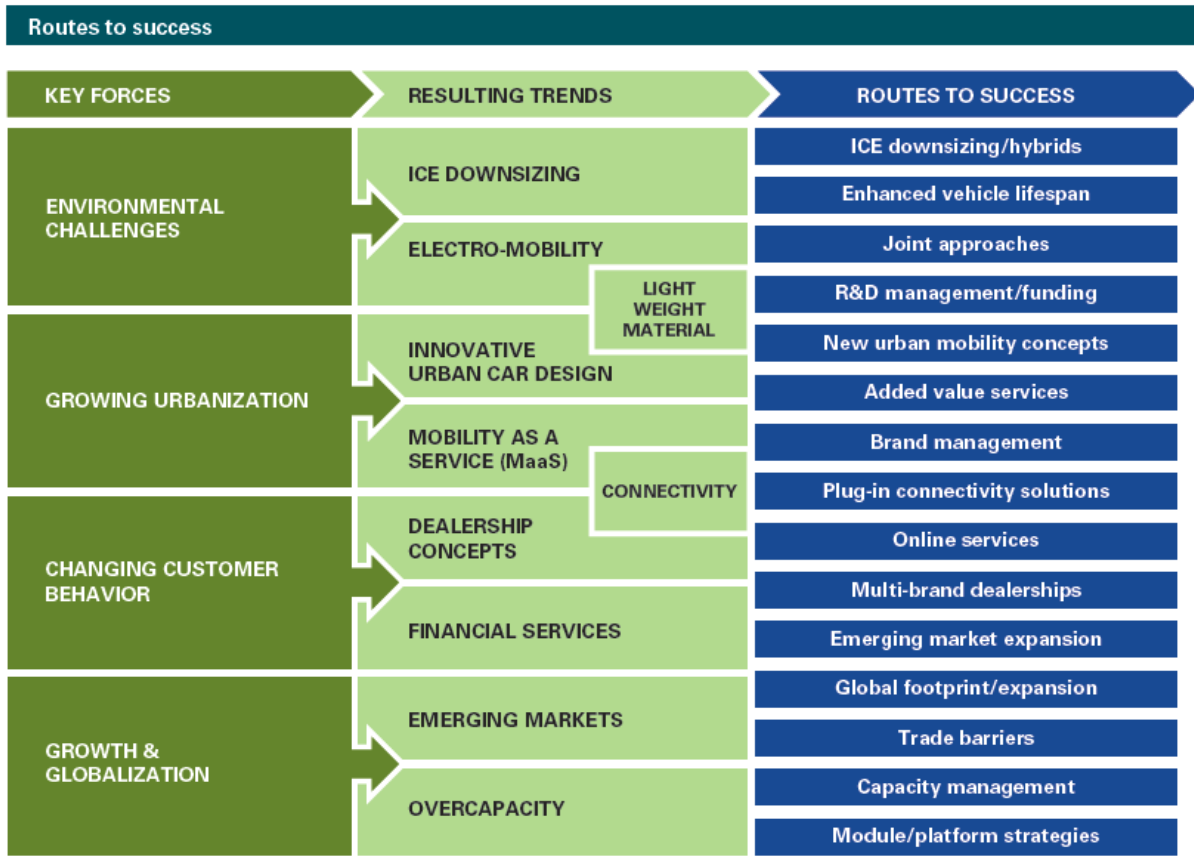 Routes to success
KEY FORCES
RESULTING TRENDS
ROUTES TO SUCCESS
ENVIRONMENTAL
CHALLENGES
GROWING URBANIZATION
CHANGING CUSTOMER
BEHAVIOR
GROWTH &
GLOBALIZATION
ICE DOWNSIZING
ELECTRO-MOBILITY
LIGHT
WEIGHT
MATERIAL
INNOVATIVE
URBAN CAR DESIGN
MOBILITY AS A
SERVICE (MaaS)
CONNECTIVITY
DEALERSHIP
CONCEPTS
FINANCIAL SERVICES
EMERGING MARKETS
OVERCAPACITY
ICE downsizing/hybrids
Enhanced vehicle lifespan
Joint approaches
R&D management/funding
New urban mobility concepts
Added value services
Brand management
Plug-in connectivity solutions
Online services
Multi-brand dealerships
Emerging market expansion
Global footprint/expansion
Trade barriers
Capacity management
Module/platform strategies